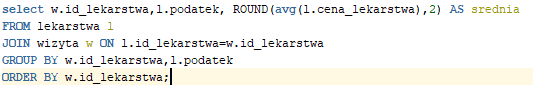 select w.id_lekarstwa,l.podatek, ROUND(avg(l.cena_lekarstwa),2) AS srednia
FROM lekarstwa l
JOIN wizyta w ON l.id_lekarstwa=w.id_lekarstwa
GROUP BY w.id_lekarstwa,l.podatek
ORDER BY w.id_lekarstwa;